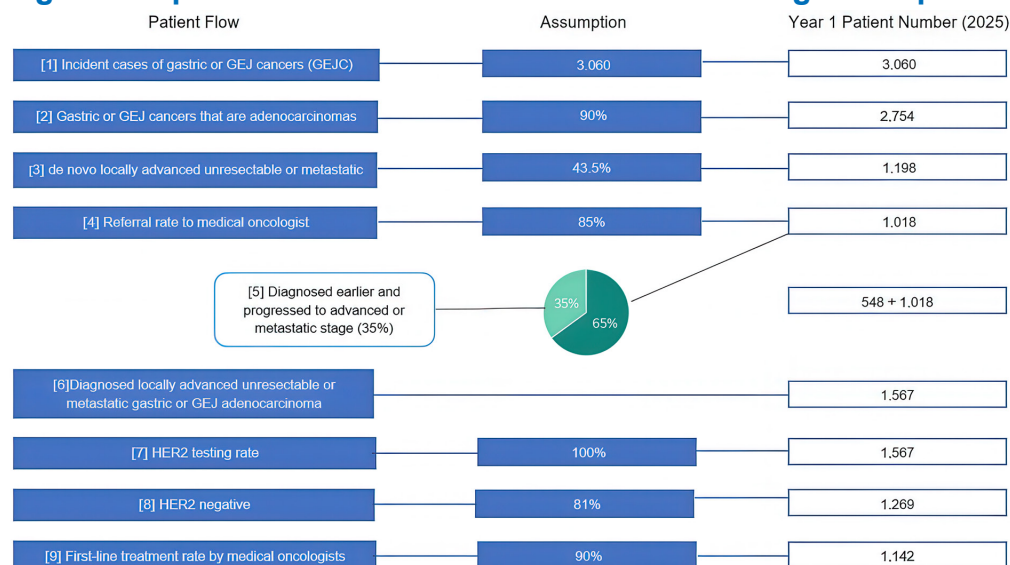 Patient Flow Assumption Year 1 Patient Number (2025)
[1] Incident cases of gastric or GEJ cancers (GEJC) 3.060 3.060
[2] Gastric or GEJ cancers that are adenocarcinomas 90% 2.754
[3] de novo locally advanced unresectable or metastatic 43.5% 1.198
[4] Referral rate to medical oncologist 85% 1.018
[5] Diagnosed earlier and
progressed to advanced or
metastatic stage (35%)
35%
65%
548 + 1.018
[6]Diagnosed locally advanced unresectable or
metastatic gastric or GEJ adenocarcinoma
1.567
[7] HER2 testing rate 100% 1,567
[8] HER2 negative 81% 1.269
[9] First-line treatment rate by medical oncologists 90% 1.142